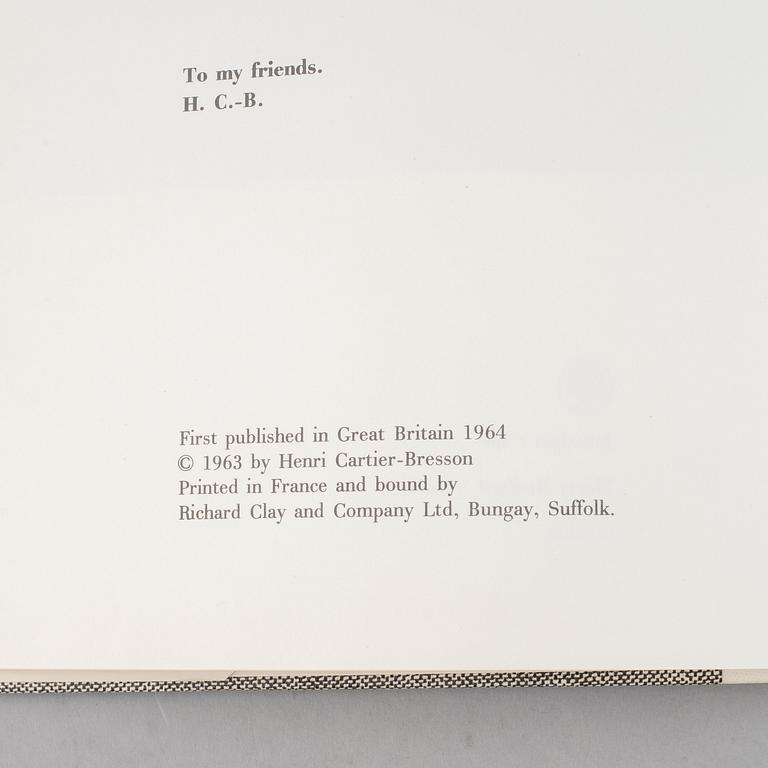 To my friends.
H. C.-B.
First published in Great Britain 1964
© 1963 by Henri Cartier-Bresson
Printed in France and bound by
Richard Clay and Company Ltd, Bungay, Suffolk.